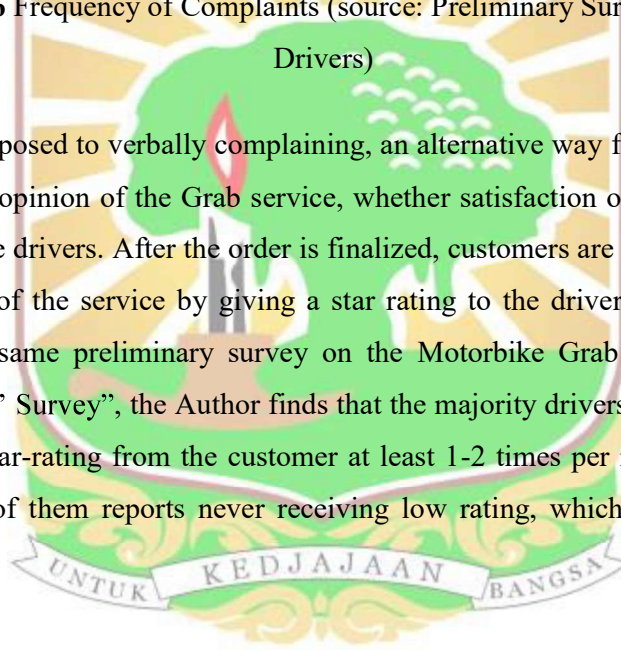 Frequency of Complaints (source: Preliminary Sur
Drivers)
posed to verbally complaining, an alternative way f
opinion of the Grab service, whether satisfaction o
e drivers. After the order is finalized, customers are
of the service by giving a star rating to the driver
same preliminary survey on the Motorbike Grab
” Survey”, the Author finds that the majority drivers
ar-rating from the customer at least 1-2 times per
of them reports never receiving low rating, which
UNTUK KEDJAJAAN BANGSA